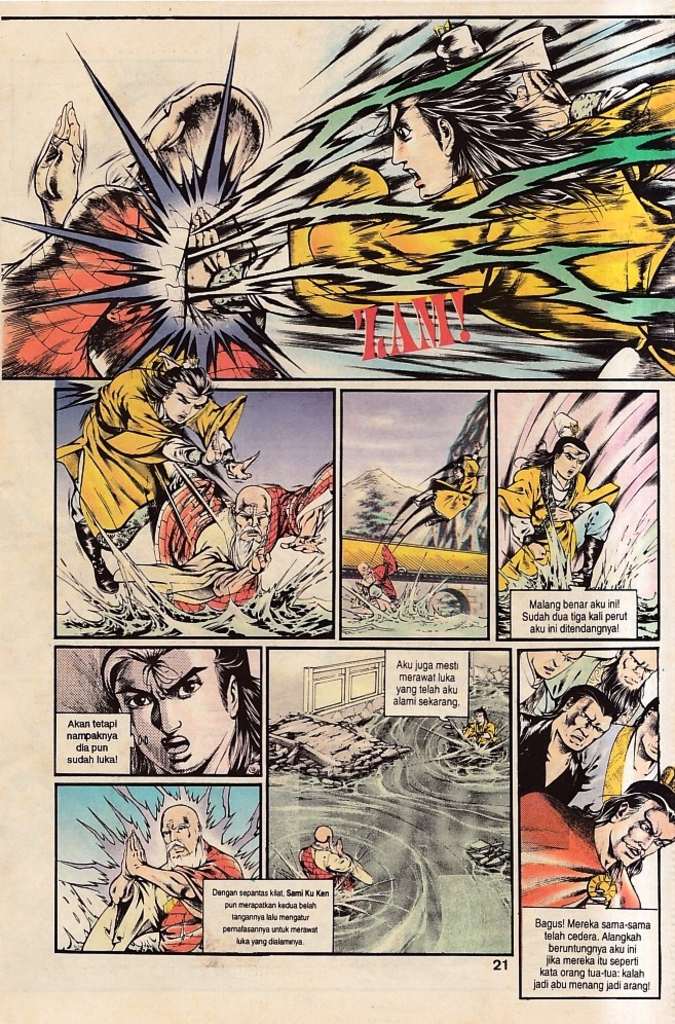 ZAM!
Malang benar aku ini!
Sudah dua tiga kali perut
aku ini ditendangnya!
Akan tetapi
nampaknya
dia pun
sudah luka!
Aku juga mesti
merawat luka
yang telah aku
alami sekarang.
Dengan sepantas kilat, Sami Ku Ken
pun merapatkan kedua belah
tangannya lalu mengatur
pernafasannya untuk merawat
luka yang dialaminya.
Bagus! Mereka sama-sama
telah cedera. Alangkah
beruntungnya aku ini
jika mereka itu seperti
kata orang tua-tua: kalah
jadi abu menang jadi arang!
21